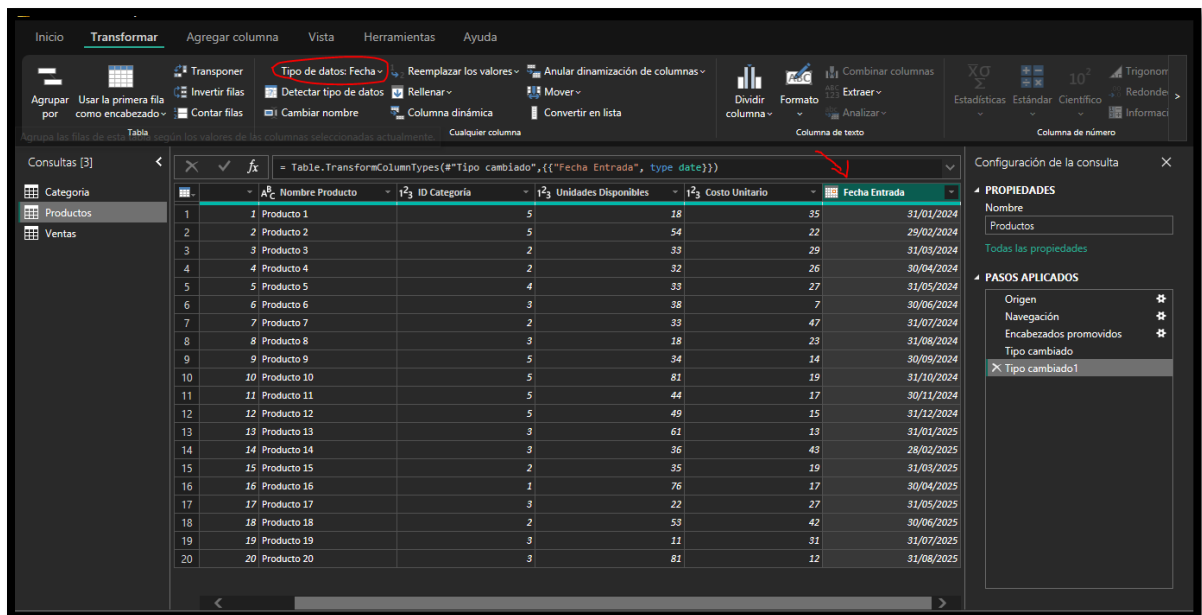 Inicio Transformar Agregar columna Vista Herramientas Ayuda
Transponer Tipo de datos: Fecha Reemplazar los valores Anular dinamización de columnas Combinar columnas Trigonom
Agrupar por Usar la primera fila como encabezado Invertir filas Detectar tipo de datos Rellenar Mover Dividir columna Formato Extraer Estadísticas Estándar Científico Redonde
Contar filas Cambiar nombre Columna dinámica Convertir en lista Analizar Informaci
Tabla Cualquier columna Columna de texto Columna de número
Agrupa las filas de esta tabla según los valores de las columnas seleccionadas actualmente.
Consultas [3] fx = Table.TransformColumnTypes(#"Tipo cambiado",{{"Fecha Entrada", type date}}) Configuración de la consulta
Categoria
Productos
Ventas
Nombre Producto ID Categoría Unidades Disponibles Costo Unitario Fecha Entrada
1 1 Producto 1 5 18 35 31/01/2024
2 2 Producto 2 5 54 22 29/02/2024
3 3 Producto 3 2 33 29 31/03/2024
4 4 Producto 4 2 32 26 30/04/2024
5 5 Producto 5 4 33 27 31/05/2024
6 6 Producto 6 3 38 7 30/06/2024
7 7 Producto 7 2 33 47 31/07/2024
8 8 Producto 8 3 18 23 31/08/2024
9 9 Producto 9 5 34 14 30/09/2024
10 10 Producto 10 5 81 19 31/10/2024
11 11 Producto 11 5 44 17 30/11/2024
12 12 Producto 12 5 49 15 31/12/2024
13 13 Producto 13 3 61 13 31/01/2025
14 14 Producto 14 3 36 43 28/02/2025
15 15 Producto 15 2 35 19 31/03/2025
16 16 Producto 16 1 76 17 30/04/2025
17 17 Producto 17 3 22 27 31/05/2025
18 18 Producto 18 2 53 42 30/06/2025
19 19 Producto 19 3 11 31 31/07/2025
20 20 Producto 20 3 81 12 31/08/2025
PROPIEDADES
Nombre
Productos
Todas las propiedades
PASOS APLICADOS
Origen
Navegación
Encabezados promovidos
Tipo cambiado
Tipo cambiado1